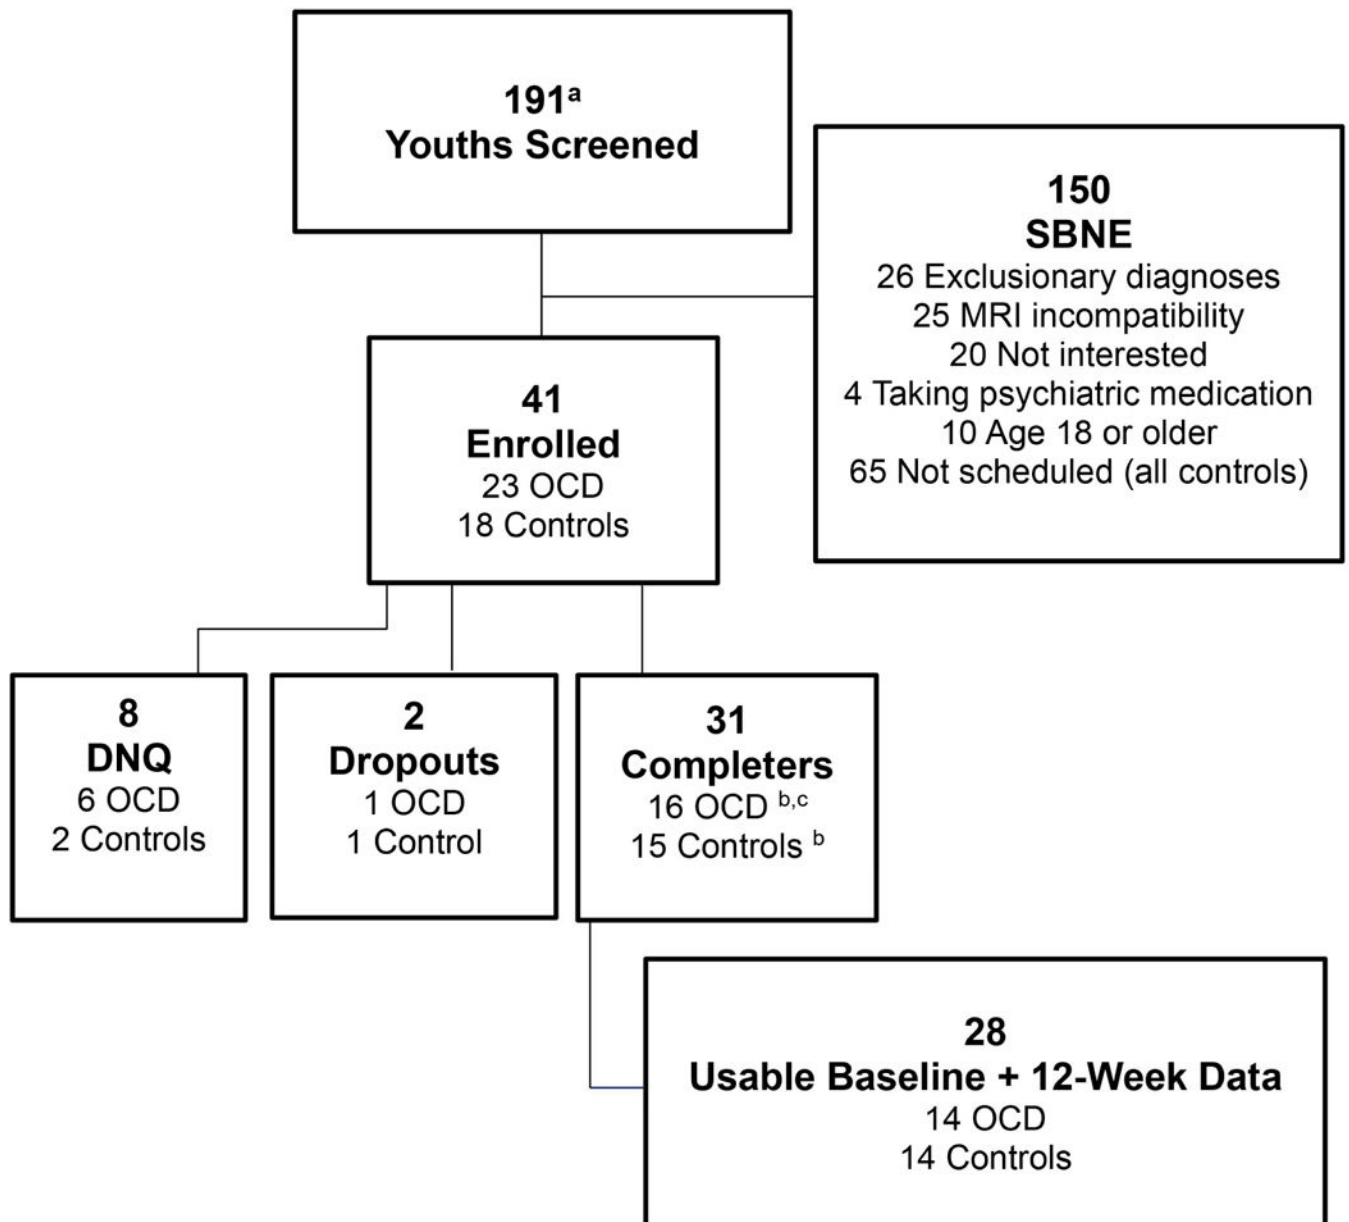 191a
Youths Screened
150
SBNE
26 Exclusionary diagnoses
25 MRI incompatibility
20 Not interested
4 Taking psychiatric medication
10 Age 18 or older
65 Not scheduled (all controls)
41
Enrolled
23 OCD
18 Controls
8
DNQ
6 OCD
2 Controls
2
Dropouts
1 OCD
1 Control
31
Completers
16 OCD b,c
15 Controls b
28
Usable Baseline + 12-Week Data
14 OCD
14 Controls